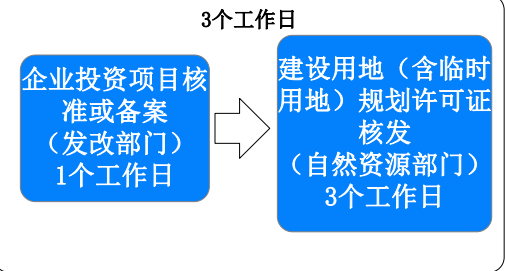 3个工作日
企业投资项目核
准或备案
（发改部门）
1个工作日
建设用地（含临时
用地）规划许可证
核发
（自然资源部门）
3个工作日